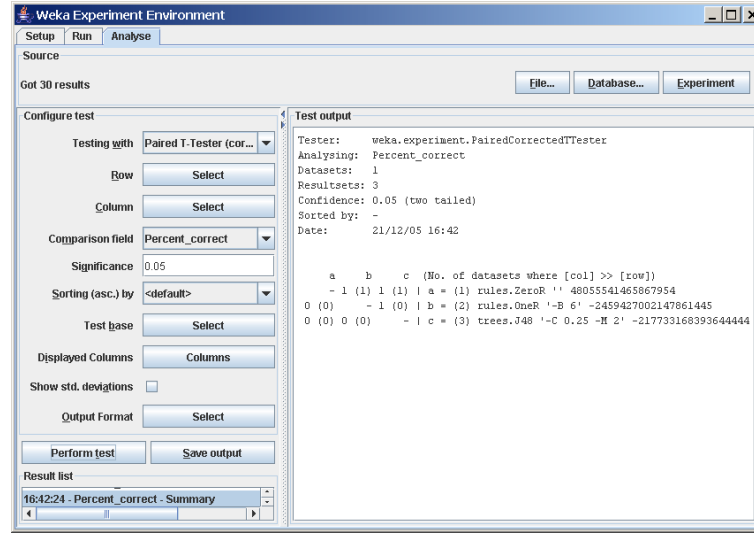 Weka Experiment Environment
Setup Run Analyse
Source
Got 30 results
File... Database... Experiment
Configure test
Testing with Paired T-Tester (cor...
Row Select
Column Select
Comparison field Percent_correct
Significance 0.05
Sorting (asc.) by <default>
Test base Select
Displayed Columns Columns
Show std. deviations
Output Format Select
Perform test Save output
Result list
16:42:24 - Percent_correct - Summary
Test output
Tester: weka.experiment.PairedCorrectedTTester
Analysing: Percent_correct
Datasets: 1
Resultsets: 3
Confidence: 0.05 (two tailed)
Sorted by: -
Date: 21/12/05 16:42
a b c (No. of datasets where [col] >> [row])
- 1 (1) 1 (1) | a = (1) rules.ZeroR '' 48055541465867954
0 (0) - 1 (0) | b = (2) rules.OneR '-B 6' -2459427002147861445
0 (0) 0 (0) - | c = (3) trees.J48 '-C 0.25 -M 2' -217733168393644444